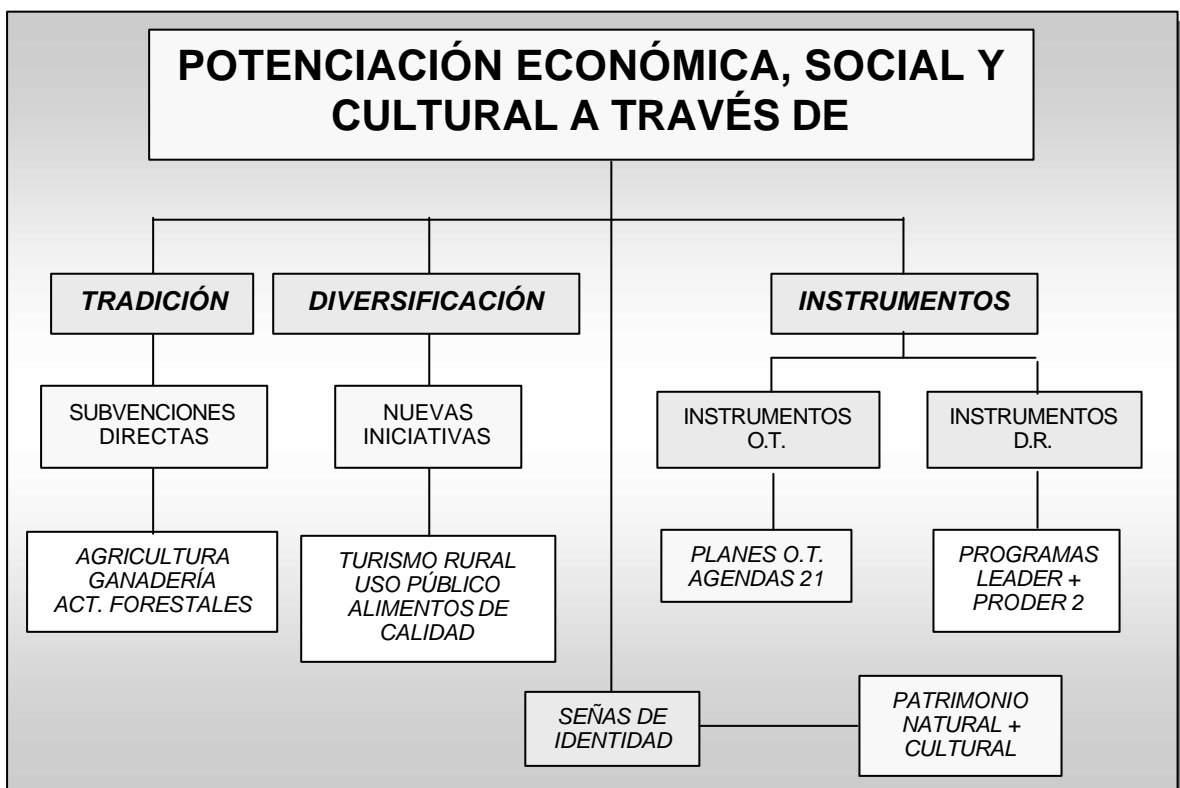 POTENCIACIÓN ECONÓMICA, SOCIAL Y
CULTURAL A TRAVÉS DE
TRADICIÓN
DIVERSIFICACIÓN
INSTRUMENTOS
SUBVENCIONES
DIRECTAS
NUEVAS
INICIATIVAS
INSTRUMENTOS
O.T.
INSTRUMENTOS
D.R.
AGRICULTURA
GANADERÍA
ACT. FORESTALES
TURISMO RURAL
USO PÚBLICO
ALIMENTOS DE
CALIDAD
PLANES O.T.
AGENDAS 21
PROGRAMAS
LEADER +
PRODER 2
SEÑAS DE
IDENTIDAD
PATRIMONIO
NATURAL +
CULTURAL